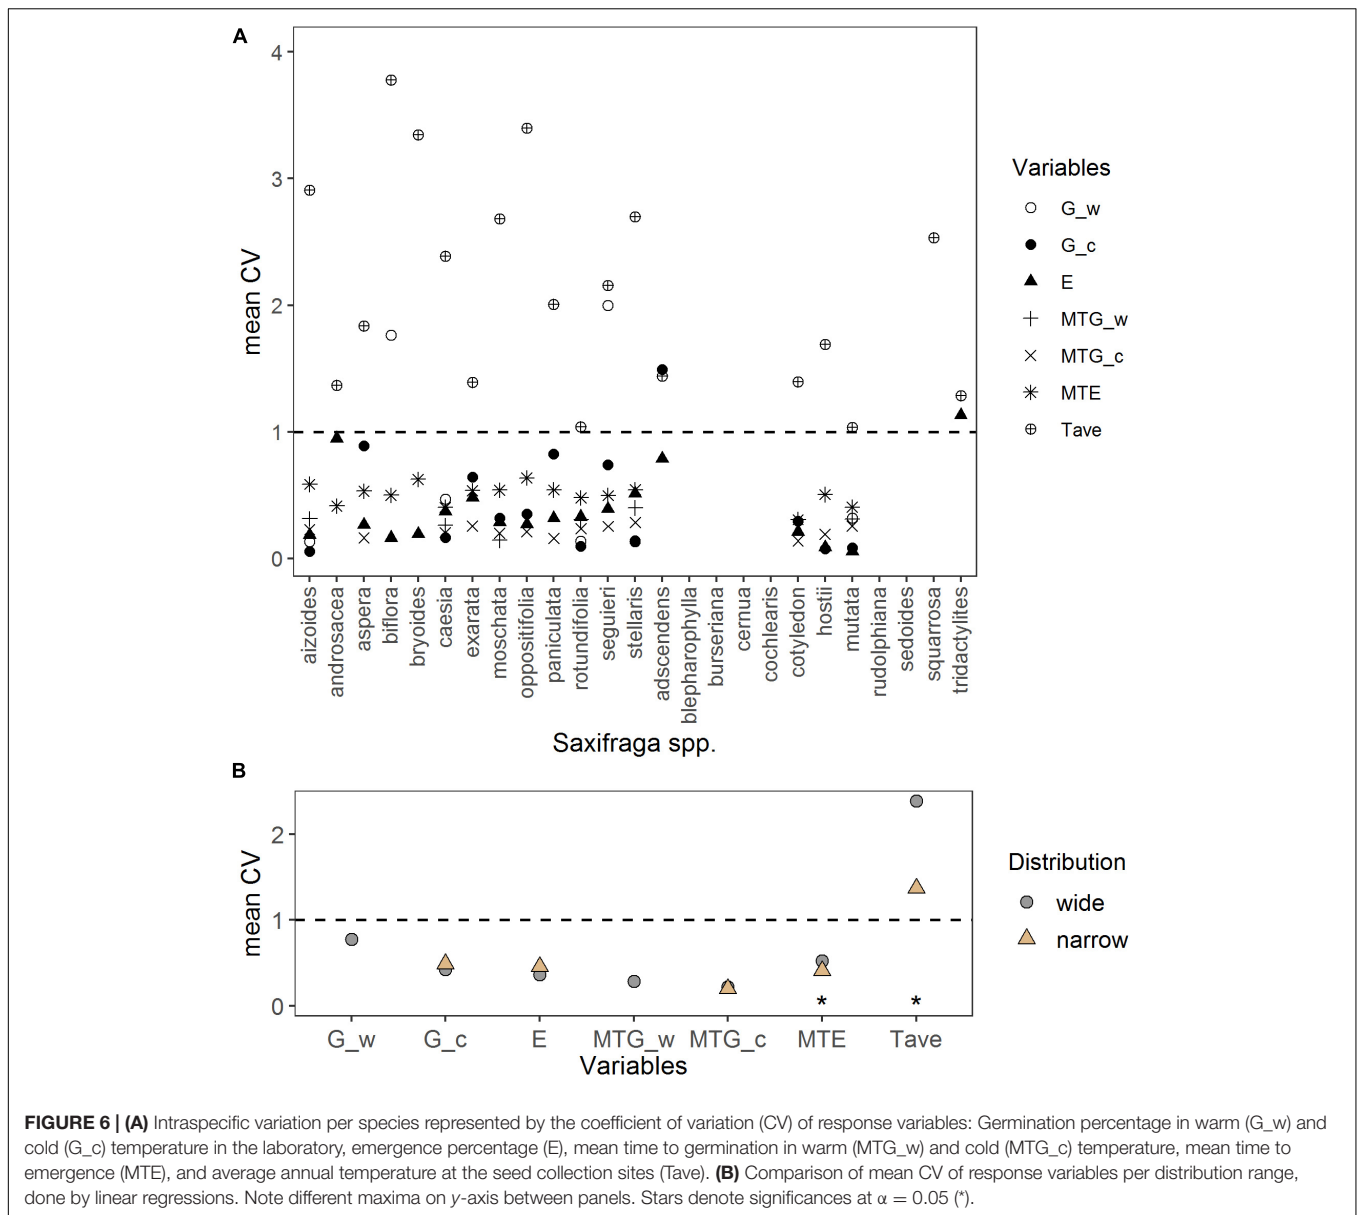 A
4
3
2
1
0
mean CV
aizoides
androsacea
aspera
biflora
bryoides
caesia
exarata
moschata
oppositifolia
paniculata
rotundifolia
seguieri
stellaris
adscendens
blepharophylla
burseriana
cernua
cochlearis
cotyledon
hostii
mutata
rudolphiana
sedoides
squarrosa
tridactylites
Saxifraga spp.
Variables
G_w
G_c
E
MTG_w
MTG_c
MTE
Tave
B
2
1
0
mean CV
* *
G_w G_c E MTG_w MTG_c MTE Tave
Variables
Distribution
wide
narrow
FIGURE 6 | (A) Intraspecific variation per species represented by the coefficient of variation (CV) of response variables: Germination percentage in warm (G_w) and
cold (G_c) temperature in the laboratory, emergence percentage (E), mean time to germination in warm (MTG_w) and cold (MTG_c) temperature, mean time to
emergence (MTE), and average annual temperature at the seed collection sites (Tave). (B) Comparison of mean CV of response variables per distribution range,
done by linear regressions. Note different maxima on y-axis between panels. Stars denote significances at α = 0.05 (*).